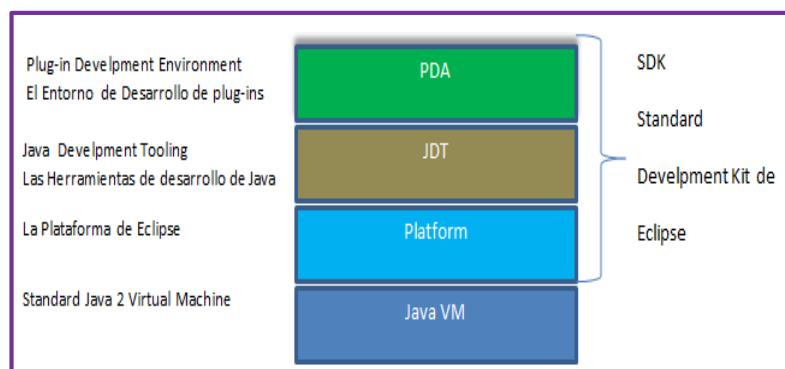 Plug-in Develpment Environment
El Entorno de Desarrollo de plug-ins
PDA
SDK
Standard
Develpment Kit de
Eclipse
Java Develpment Tooling
Las Herramientas de desarrollo de Java
JDT
La Plataforma de Eclipse
Platform
Standard Java 2 Virtual Machine
Java VM